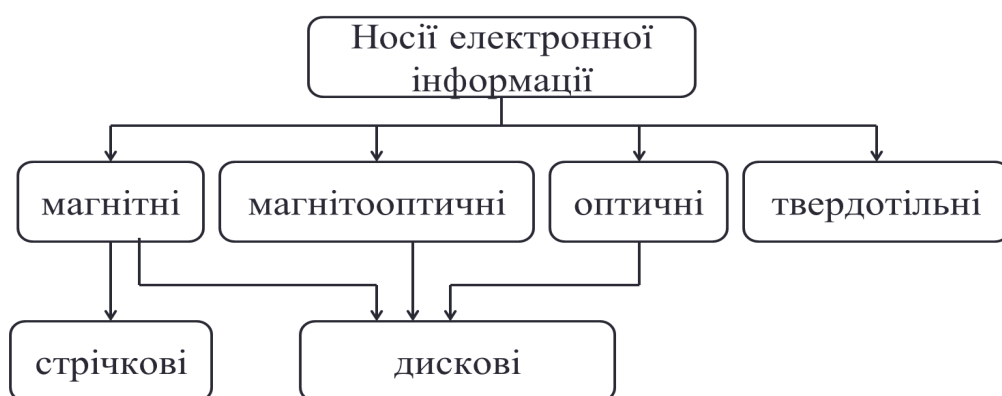 Носії електронної
інформації
магнітні
магнітооптичні
оптичні
твердотільні
стрічкові
дискові